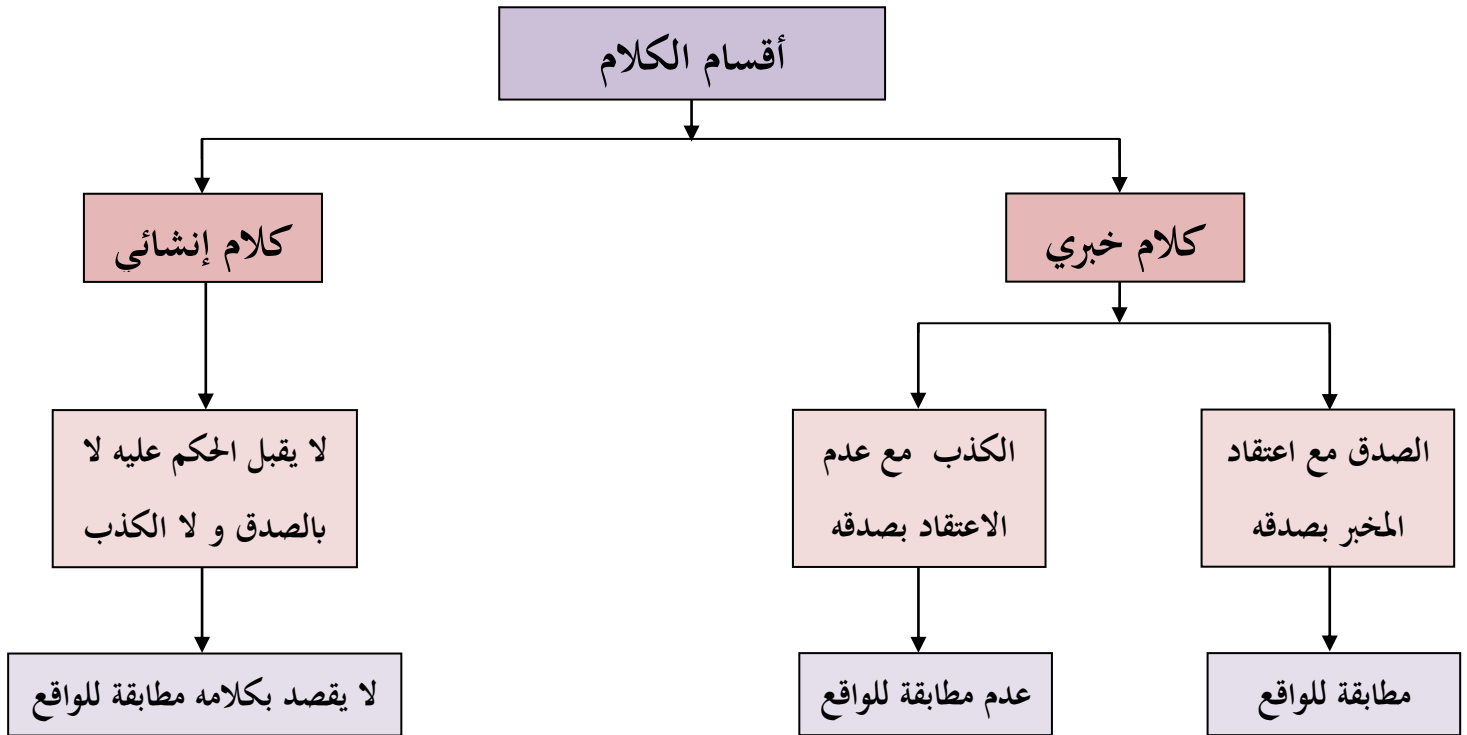 أقسام الكلام
كلام خبري
كلام إنشائي
الصدق مع اعتقاد
المخبر بصدقه
الكذب مع عدم
الاعتقاد بصدقه
لا يقبل الحكم عليه لا
بالصدق و لا الكذب
مطابقة للواقع
عدم مطابقة للواقع
لا يقصد بكلامه مطابقة للواقع